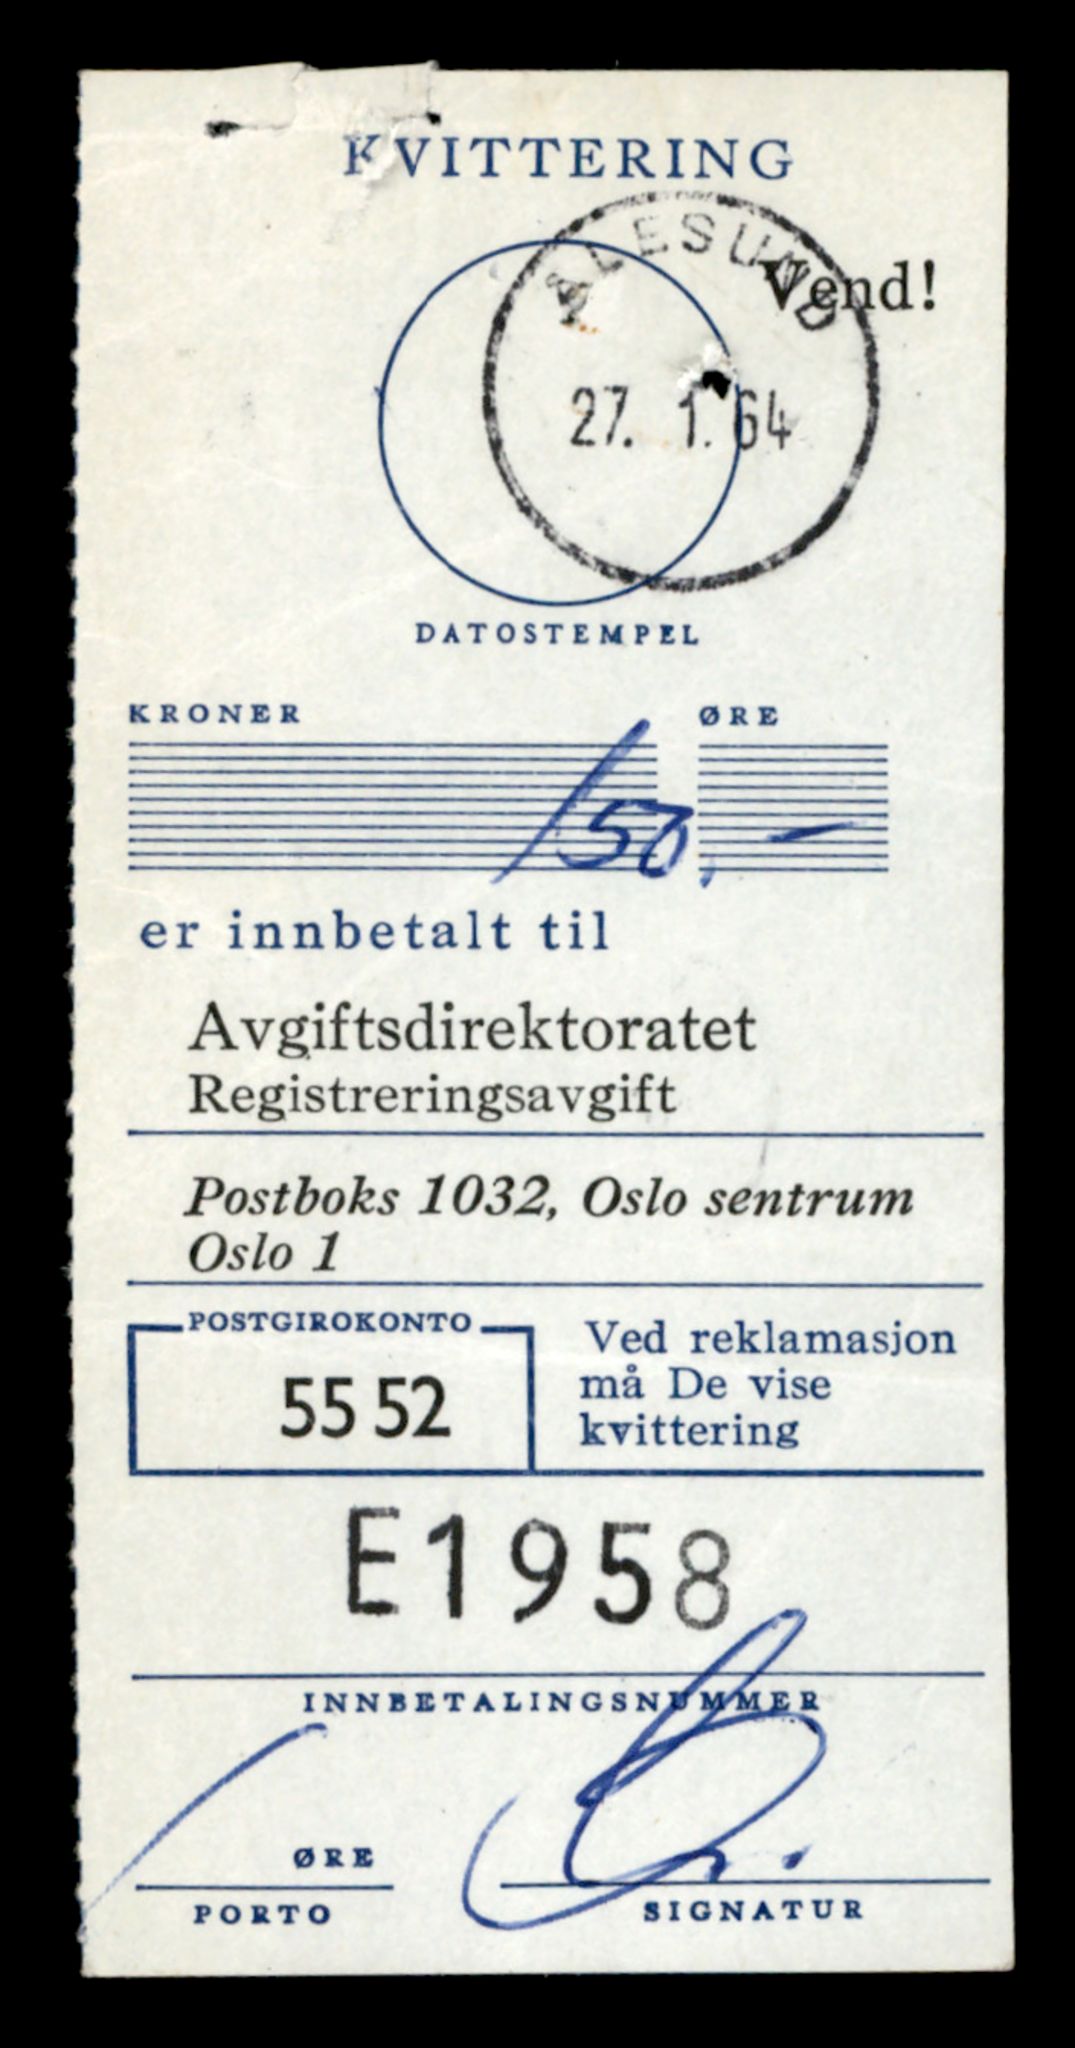 KVITTERING
ÅLESUND
Vend!
27. 1. 64
DATOSTEMPEL
KRONER ØRE
150,-
er innbetalt til
Avgiftsdirektoratet
Registreringsavgift
Postboks 1032, Oslo sentrum
Oslo 1
POSTGIROKONTO
55 52
Ved reklamasjon
må De vise
kvittering
E1958
INNBETALINGSNUMMER
ØRE
PORTO
SIGNATUR